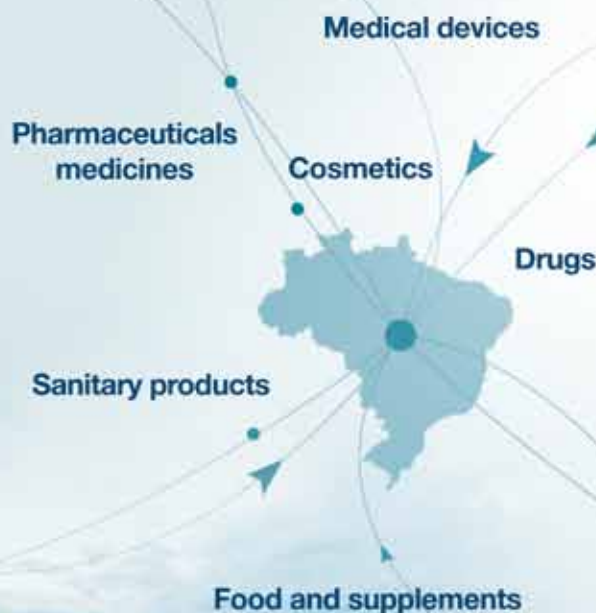 Medical devices
Pharmaceuticals
medicines
Cosmetics
Drugs
Sanitary products
Food and supplements